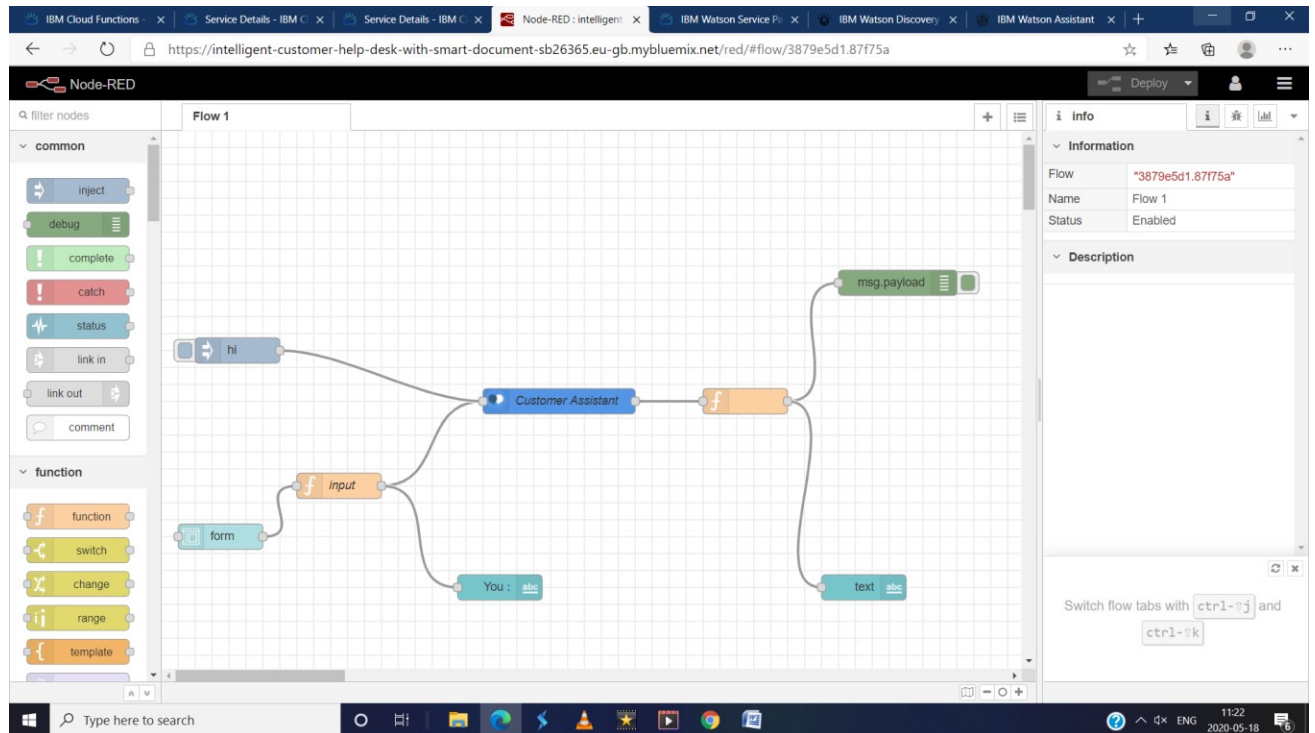 IBM Cloud Functions -
Service Details - IBM C
Service Details - IBM C
Node-RED : intelligent
IBM Watson Service Pa
IBM Watson Discovery
IBM Watson Assistant
https://intelligent-customer-help-desk-with-smart-document-sb26365.eu-gb.mybluemix.net/red/#flow/3879e5d1.87f75a
Node-RED
Deploy
filter nodes
Flow 1
i info
i
common
inject
debug
complete
catch
status
link in
link out
comment
function
function
switch
change
range
template
hi
form
input
Customer Assistant
You : abc
msg.payload
text abc
Information
Flow "3879e5d1.87f75a"
Name Flow 1
Status Enabled
Description
Switch flow tabs with ctrl-⇧j and
ctrl-⇧k
Type here to search
ENG
11:22
2020-05-18
6